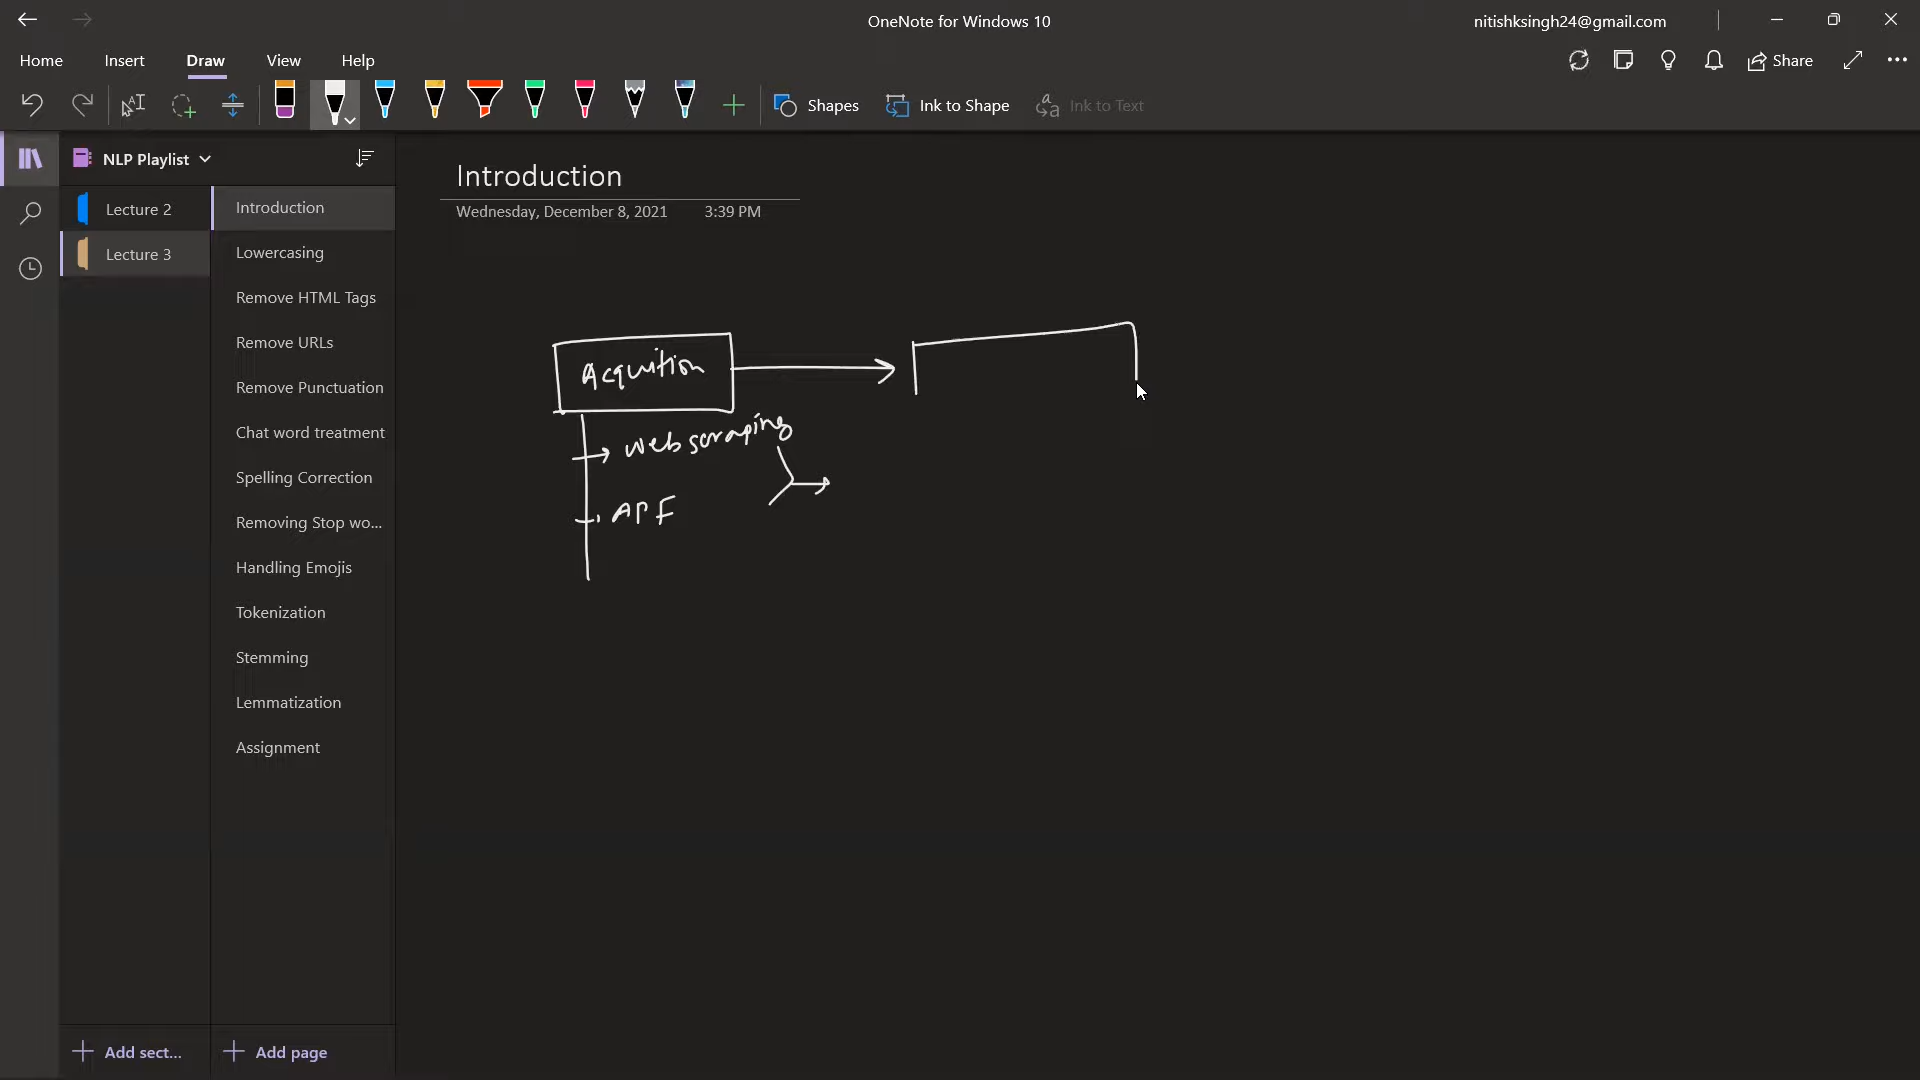 OneNote for Windows 10
nitishksingh24@gmail.com
Home Insert Draw View Help
Share
Shapes Ink to Shape Ink to Text
NLP Playlist
Lecture 2
Lecture 3
Introduction
Lowercasing
Remove HTML Tags
Remove URLs
Remove Punctuation
Chat word treatment
Spelling Correction
Removing Stop wo...
Handling Emojis
Tokenization
Stemming
Lemmatization
Assignment
Add sect...
Add page
Introduction
Wednesday, December 8, 2021 3:39 PM
Acquition
Web scraping
API